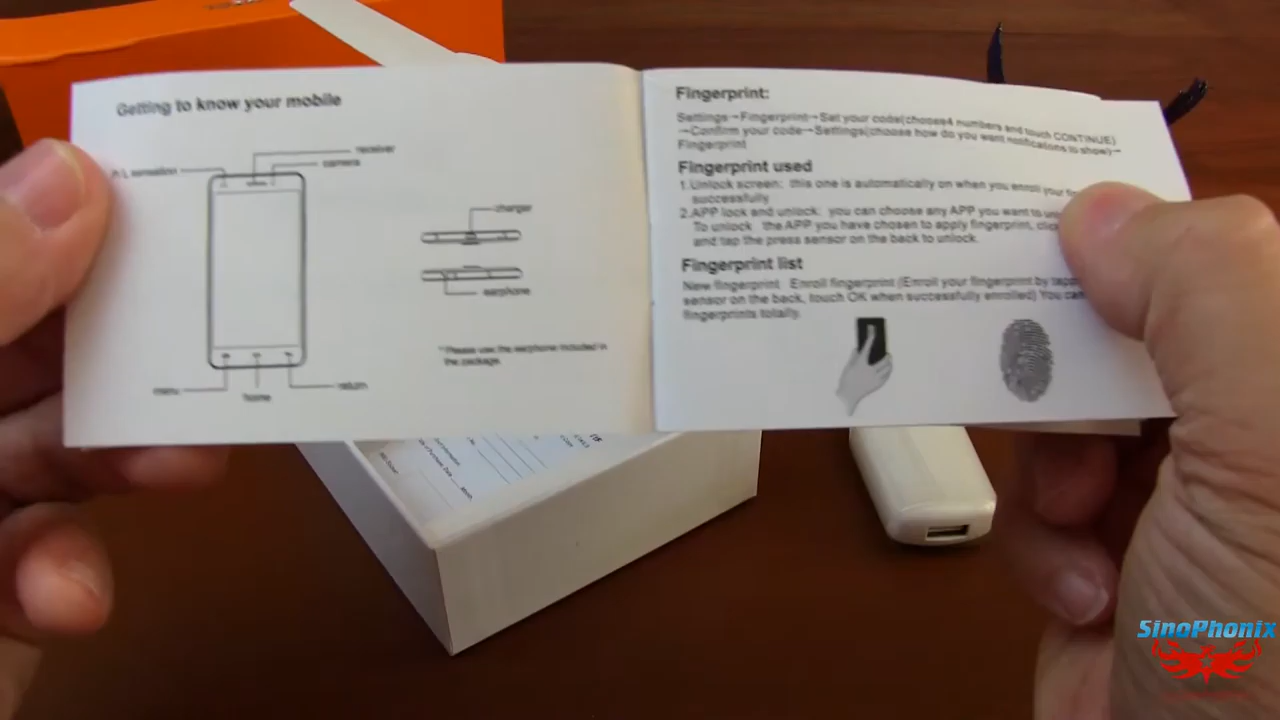 Getting to know your mobile
receiver
camera
P/L sensation
charger
earphone
* Please use the earphone included in
the package.
menu
home
return
Fingerprint:
Settings→Fingerprint→Set your code(choose4 numbers and touch CONTINUE)
→Confirm your code→Settings(choose how do you want notifications to show)→
Fingerprint
Fingerprint used
1.Unlock screen: this one is automatically on when you enroll your
successfully
2.APP lock and unlock: you can choose any APP you want to
To unlock the APP you have chosen to apply fingerprint,
and tap the press sensor on the back to unlock.
Fingerprint list
New fingerprint Enroll fingerprint (Enroll your fingerprint by
sensor on the back, touch OK when successfully enrolled) You can
fingerprints totally.
SinoPhonix